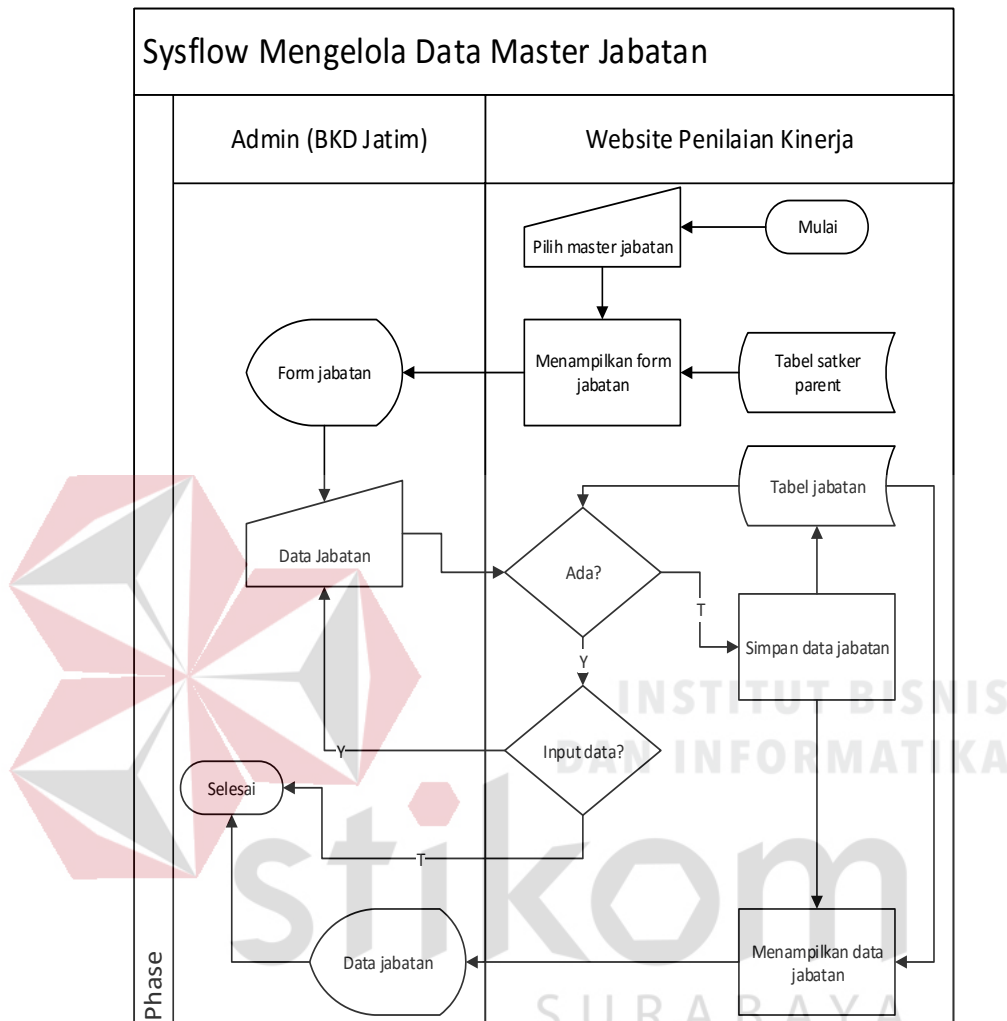 Sysflow Mengelola Data Master Jabatan
Admin (BKD Jatim)
Website Penilaian Kinerja
Mulai
Pilih master jabatan
Form jabatan
Menampilkan form
jabatan
Tabel satker
parent
Tabel jabatan
Data Jabatan
Ada?
T
Simpan data jabatan
Y
INSTITUT BISNIS
DAN INFORMATIKA
Input data?
Y
Selesai
T
stikom
Data jabatan
Menampilkan data
jabatan
SURABAYA
Phase